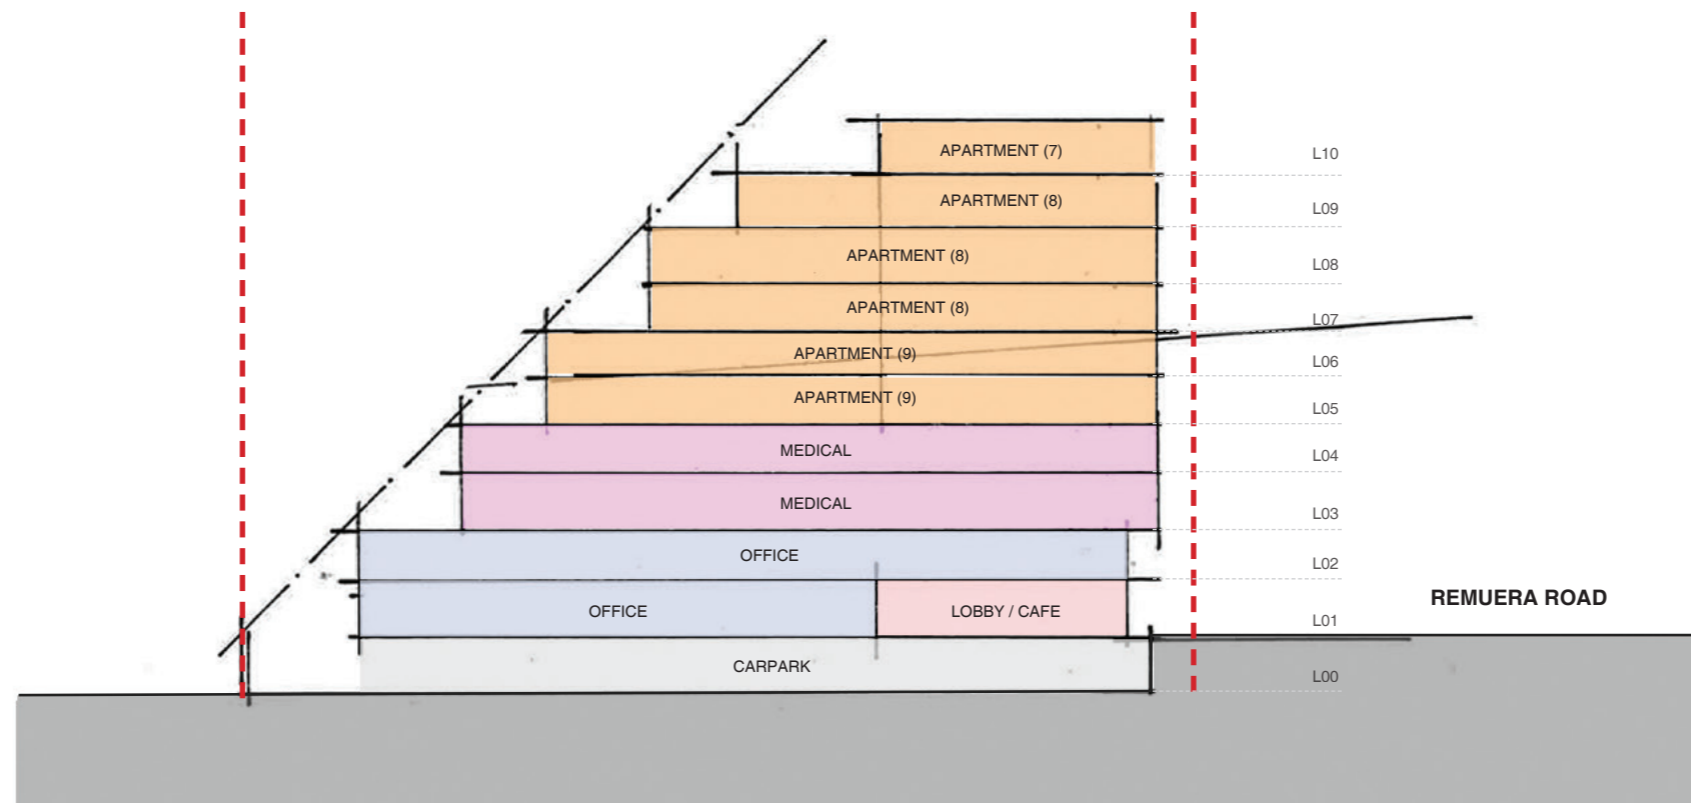 APARTMENT (7)
L10
APARTMENT (8)
L09
APARTMENT (8)
L08
APARTMENT (8)
L07
APARTMENT (9)
L06
APARTMENT (9)
L05
MEDICAL
L04
MEDICAL
L03
OFFICE
L02
REMUERA ROAD
OFFICE
LOBBY / CAFE
L01
CARPARK
L00